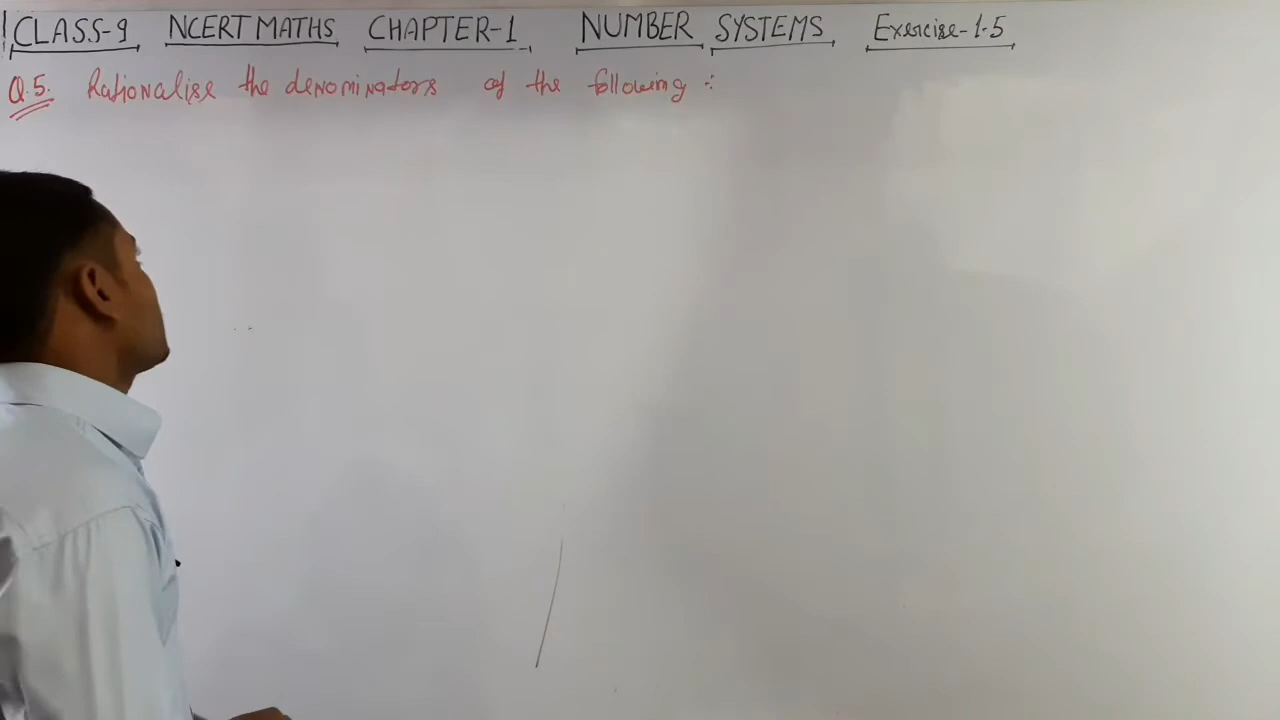 CLASS-9 NCERT MATHS CHAPTER-1 NUMBER SYSTEMS Exercise-1.5
Q.5. Rationalise the denominators of the following :